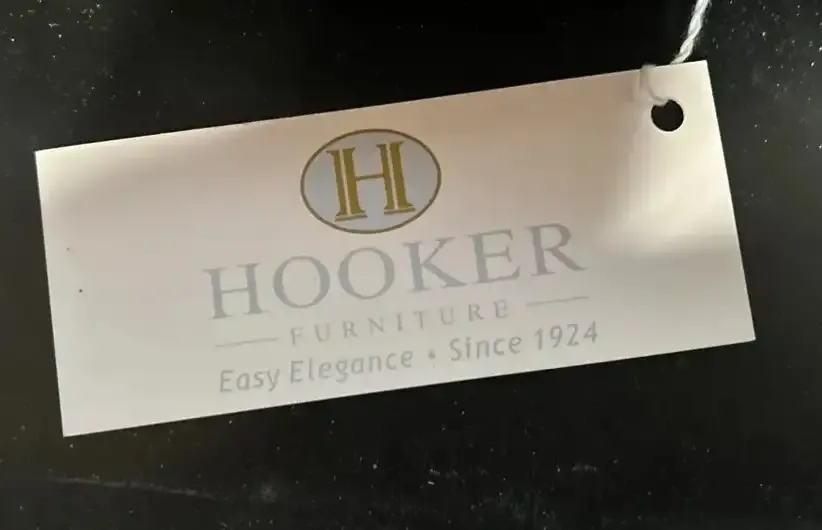 H
HOOKER
FURNITURE
Easy Elegance • Since 1924